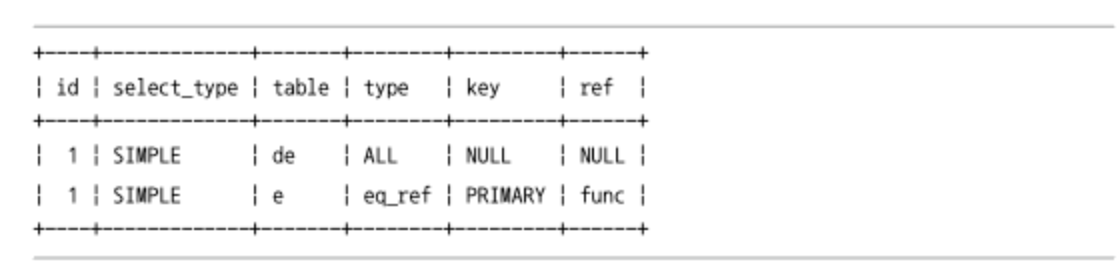 +----+-------------+-------+--------+---------+------+
| id | select_type | table | type   | key     | ref  |
+----+-------------+-------+--------+---------+------+
|  1 | SIMPLE      | de    | ALL    | NULL    | NULL |
|  1 | SIMPLE      | e     | eq_ref | PRIMARY | func |
+----+-------------+-------+--------+---------+------+